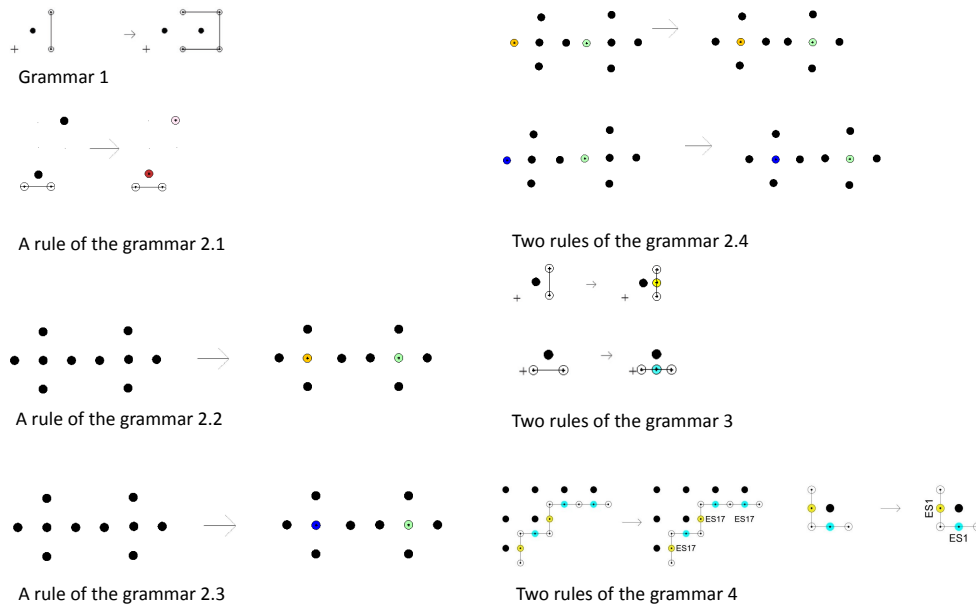 Grammar 1
A rule of the grammar 2.1
A rule of the grammar 2.2
A rule of the grammar 2.3
Two rules of the grammar 2.4
Two rules of the grammar 3
ES17 ES17
ES17
ES1
ES1
Two rules of the grammar 4